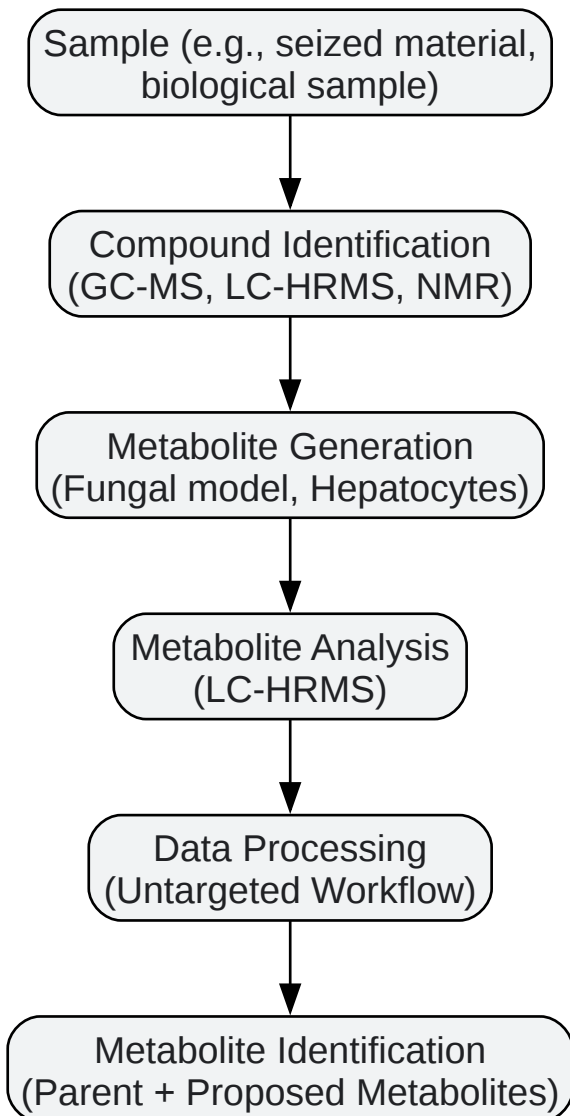 Sample (e.g., seized material,
biological sample)
Compound Identification
(GC-MS, LC-HRMS, NMR)
Metabolite Generation
(Fungal model, Hepatocytes)
Metabolite Analysis
(LC-HRMS)
Data Processing
(Untargeted Workflow)
Metabolite Identification
(Parent + Proposed Metabolites)